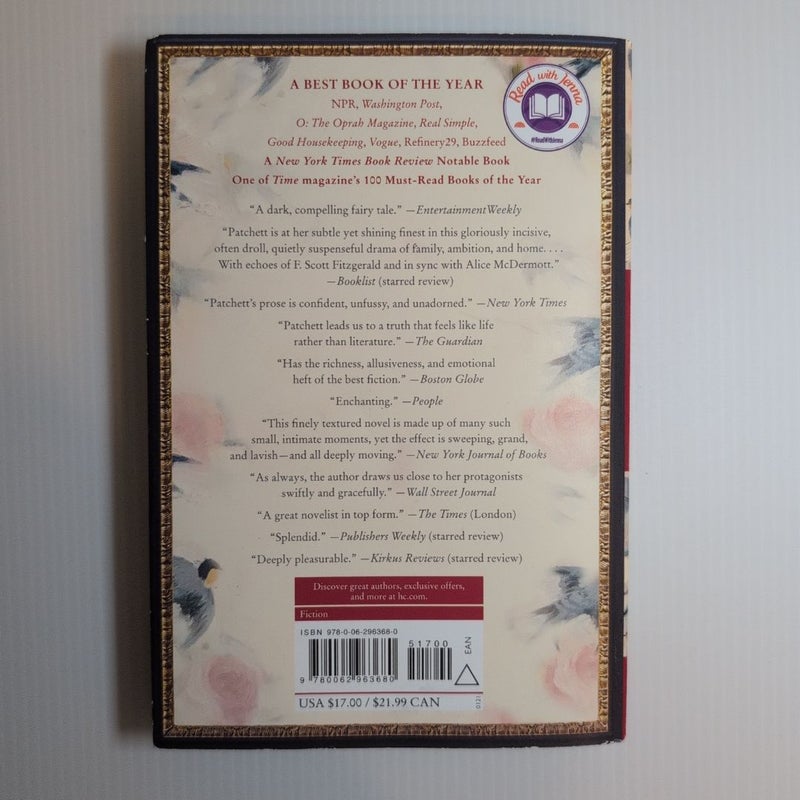 A BEST BOOK OF THE YEAR
NPR, Washington Post,
O: The Oprah Magazine, Real Simple,
Good Housekeeping, Vogue, Refinery29, Buzzfeed
A New York Times Book Review Notable Book
One of Time magazine's 100 Must-Read Books of the Year
Read with Jenna
#ReadWithJenna
"A dark, compelling fairy tale." —Entertainment Weekly
"Patchett is at her subtle yet shining finest in this gloriously incisive,
often droll, quietly suspenseful drama of family, ambition, and home. . . .
With echoes of F. Scott Fitzgerald and in sync with Alice McDermott."
—Booklist (starred review)
"Patchett's prose is confident, unfussy, and unadorned." —New York Times
"Patchett leads us to a truth that feels like life
rather than literature." —The Guardian
"Has the richness, allusiveness, and emotional
heft of the best fiction." —Boston Globe
"Enchanting." —People
"This finely textured novel is made up of many such
small, intimate moments, yet the effect is sweeping, grand,
and lavish—and all deeply moving." —New York Journal of Books
"As always, the author draws us close to her protagonists
swiftly and gracefully." —Wall Street Journal
"A great novelist in top form." —The Times (London)
"Splendid." —Publishers Weekly (starred review)
"Deeply pleasurable." —Kirkus Reviews (starred review)
Discover great authors, exclusive offers,
and more at hc.com.
Fiction
ISBN 978-0-06-296368-0
51700
EAN
9 780062 963680
USA $17.00 / $21.99 CAN